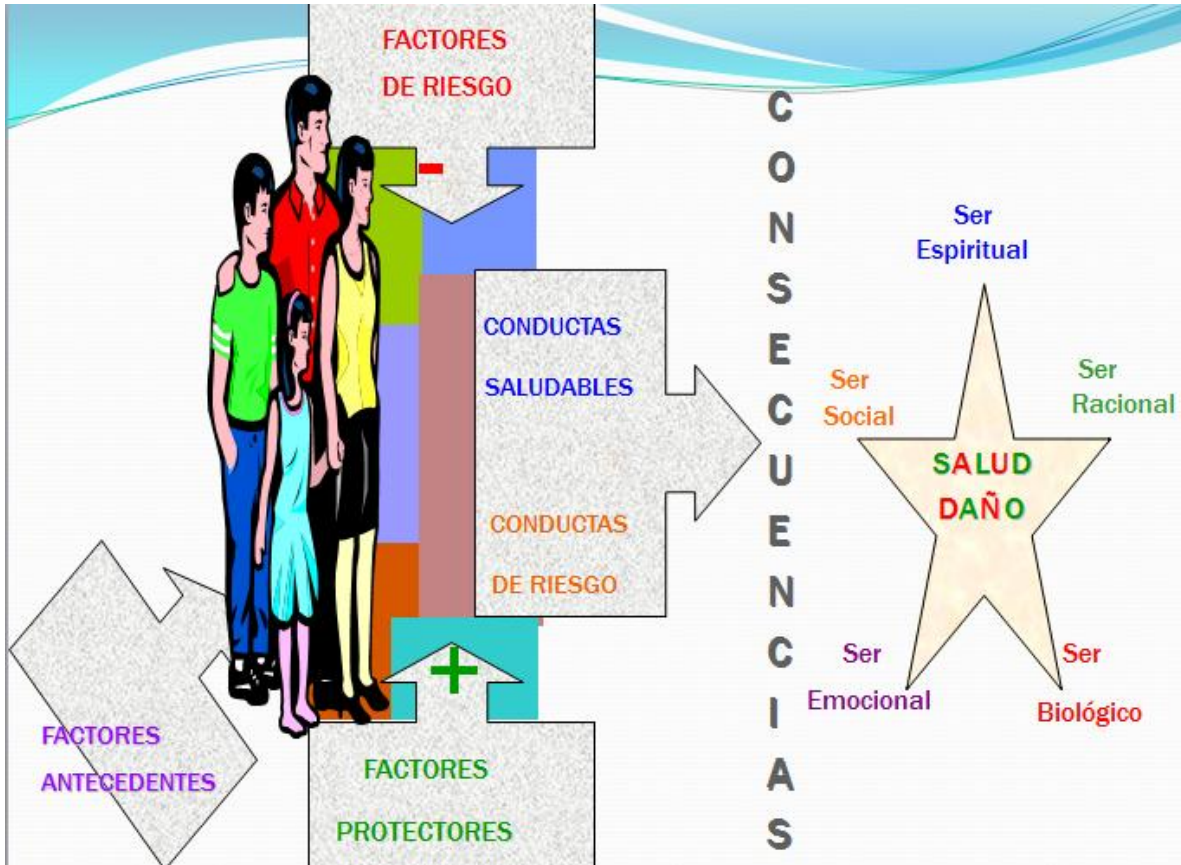 FACTORES
DE RIESGO
-
CONDUCTAS
SALUDABLES
CONDUCTAS
DE RIESGO
+
FACTORES
PROTECTORES
FACTORES
ANTECEDENTES
CONSECUENCIAS
Ser
Espiritual
Ser
Social
Ser
Racional
SALUD
DAÑO
Ser
Emocional
Ser
Biológico